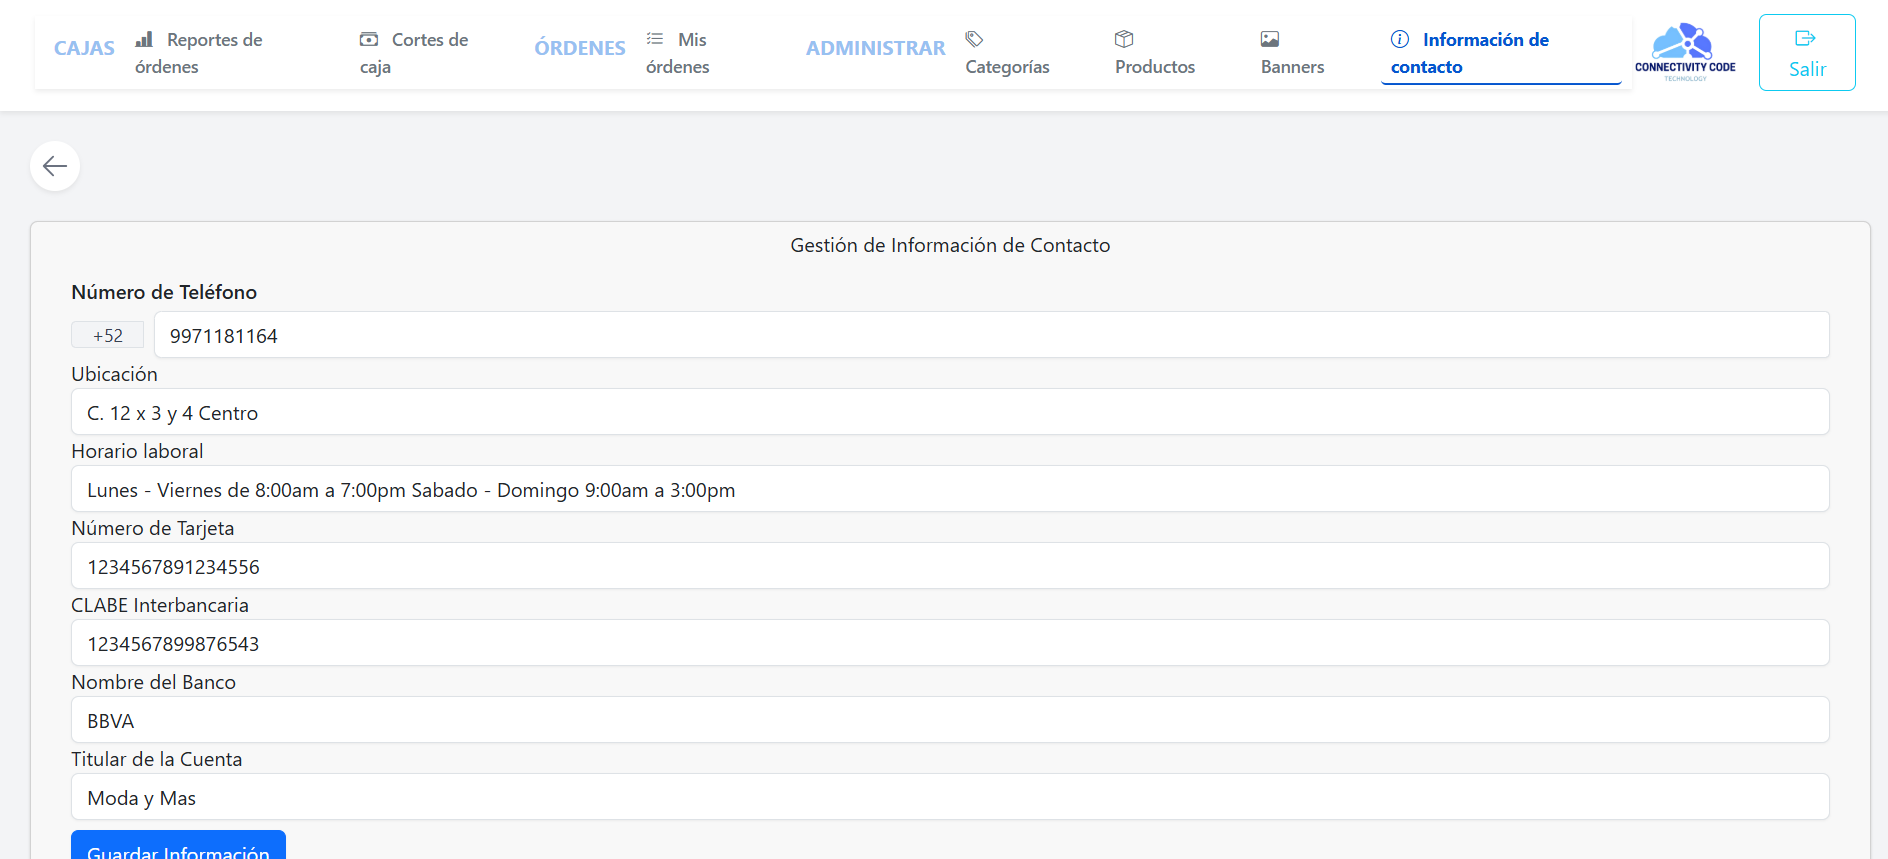 CAJAS
Reportes de
órdenes
Cortes de
caja
ÓRDENES
Mis
órdenes
ADMINISTRAR
Categorías
Productos
Banners
Información de
contacto
CONNECTIVITY CODE
TECHNOLOGY
Salir
Gestión de Información de Contacto
Número de Teléfono
+52
9971181164
Ubicación
C. 12 x 3 y 4 Centro
Horario laboral
Lunes - Viernes de 8:00am a 7:00pm Sabado - Domingo 9:00am a 3:00pm
Número de Tarjeta
1234567891234556
CLABE Interbancaria
1234567899876543
Nombre del Banco
BBVA
Titular de la Cuenta
Moda y Mas
Guardar Información